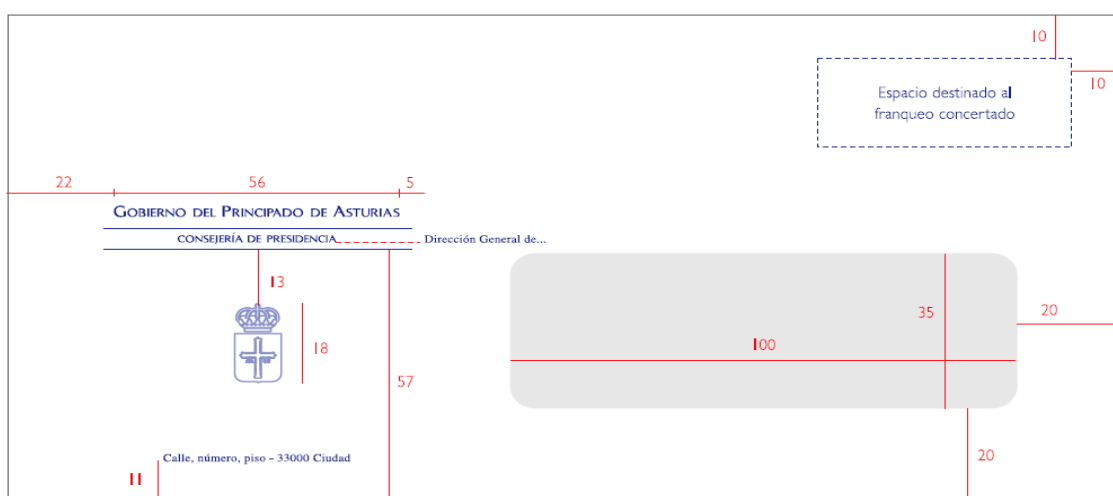 10
10
Espacio destinado al
franqueo concertado
22
56
5
GOBIERNO DEL PRINCIPADO DE ASTURIAS
CONSEJERÍA DE PRESIDENCIA
Dirección General de...
13
18
57
35
100
20
20
Calle, número, piso - 33000 Ciudad
11